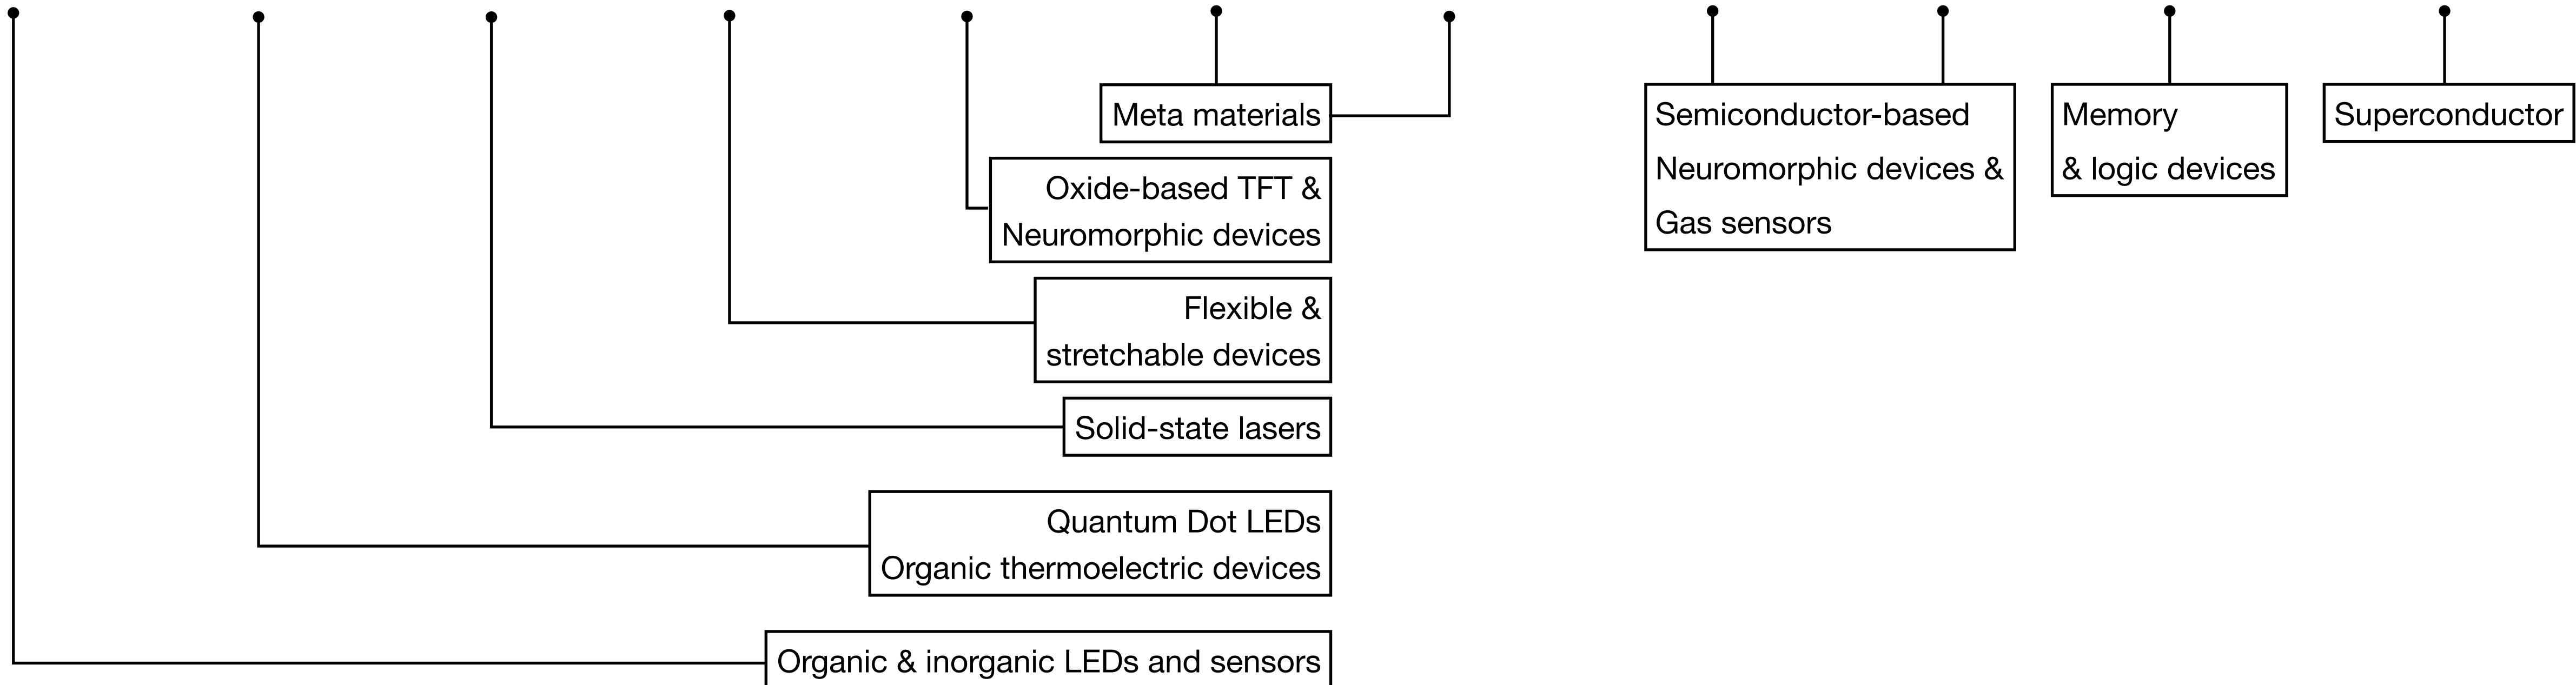 Meta materials
Oxide-based TFT &
Neuromorphic devices
Flexible &
stretchable devices
Solid-state lasers
Quantum Dot LEDs
Organic thermoelectric devices
Organic & inorganic LEDs and sensors
Semiconductor-based
Neuromorphic devices &
Gas sensors
Memory
& logic devices
Superconductor